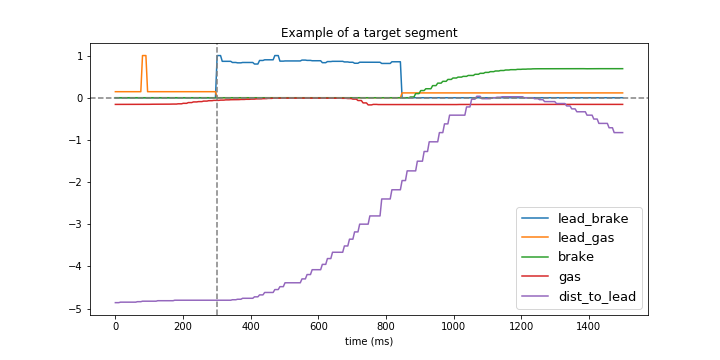 Example of a target segment
1
0
−1
−2
−3
−4
−5
0
200
400
600
800
1000
1200
1400
time (ms)
lead_brake
lead_gas
brake
gas
dist_to_lead